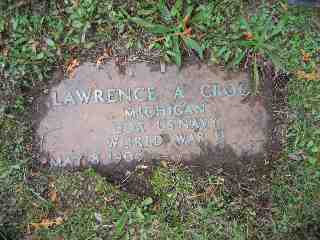 LAWRENCE A
MICHIGAN
US NAVY
WORLD WAR II
MAY 8